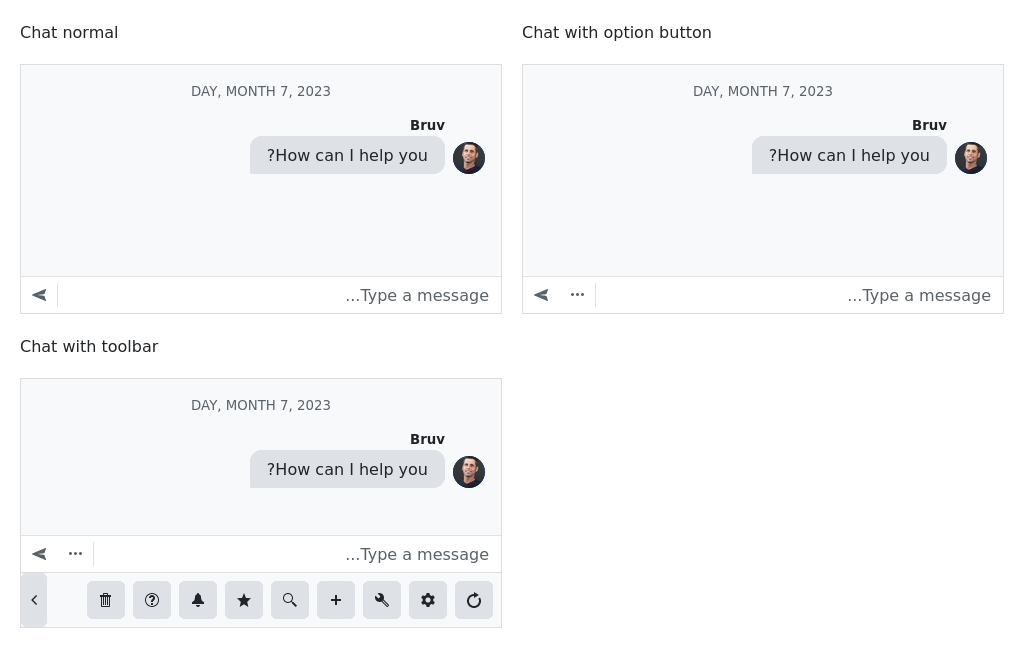 Chat normal
DAY, MONTH 7, 2023
Bruv
?How can I help you
...Type a message
Chat with option button
DAY, MONTH 7, 2023
Bruv
?How can I help you
...Type a message
Chat with toolbar
DAY, MONTH 7, 2023
Bruv
?How can I help you
...Type a message